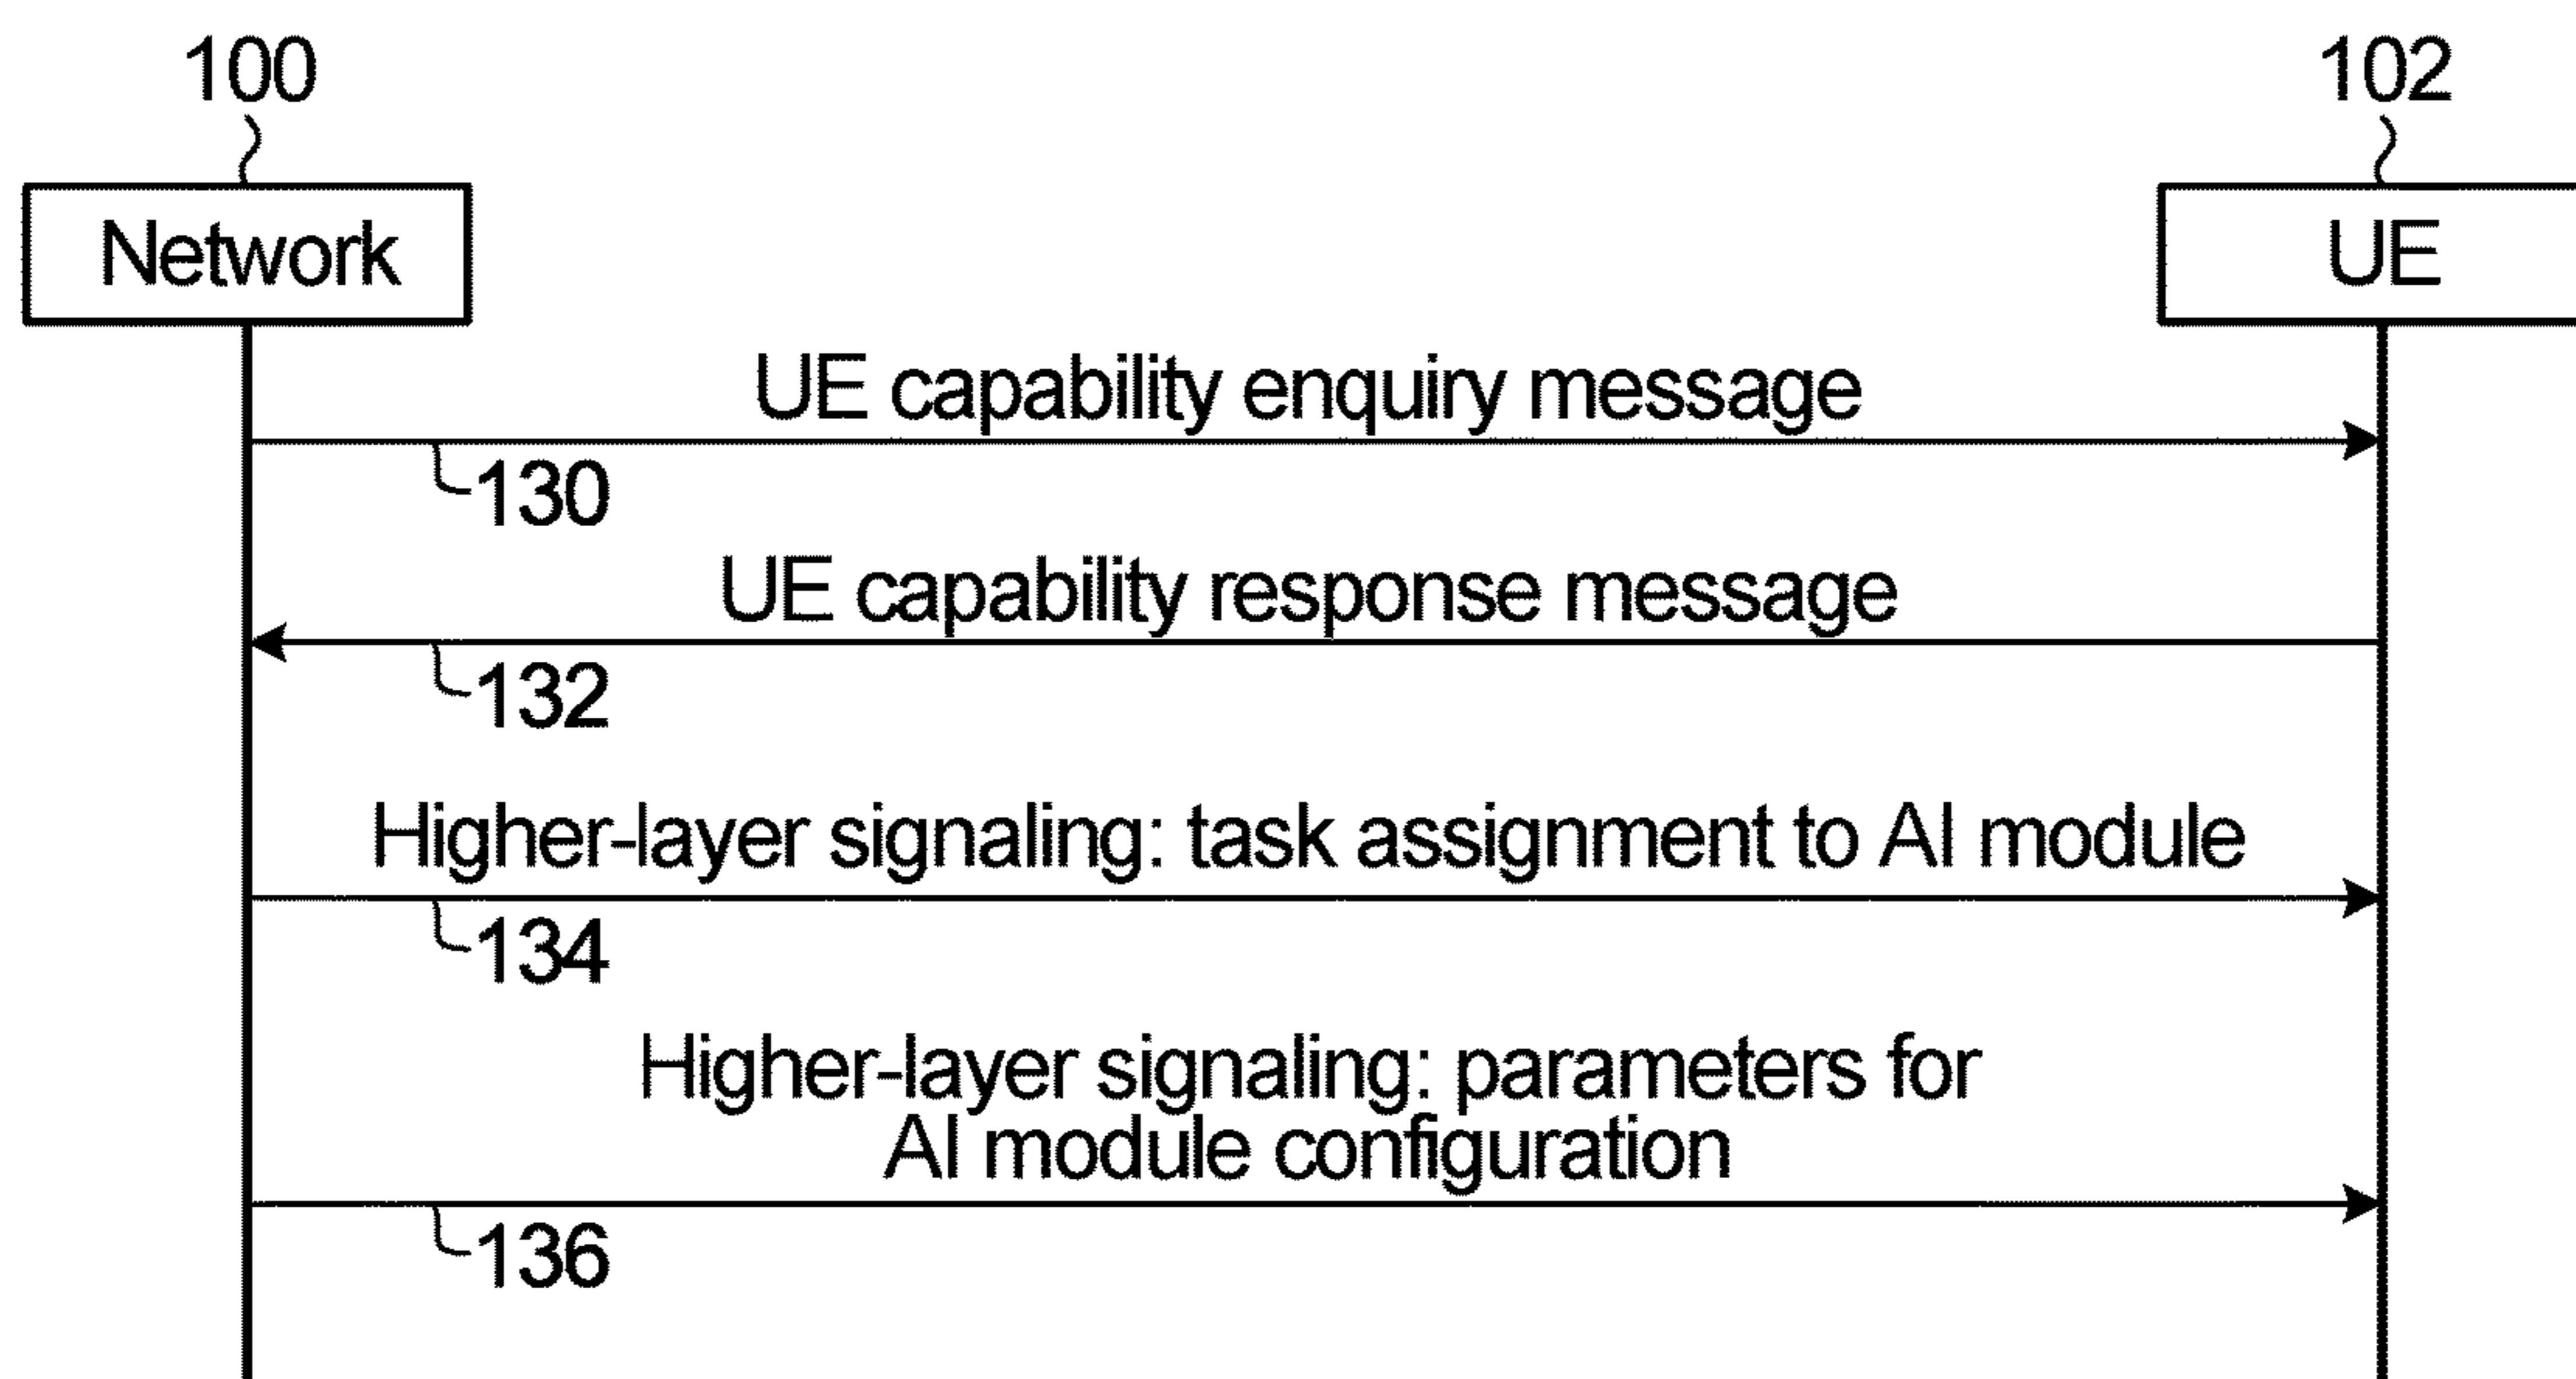 100
102
Network
UE
UE capability enquiry message
130
UE capability response message
132
Higher-layer signaling: task assignment to AI module
134
Higher-layer signaling: parameters for
AI module configuration
136